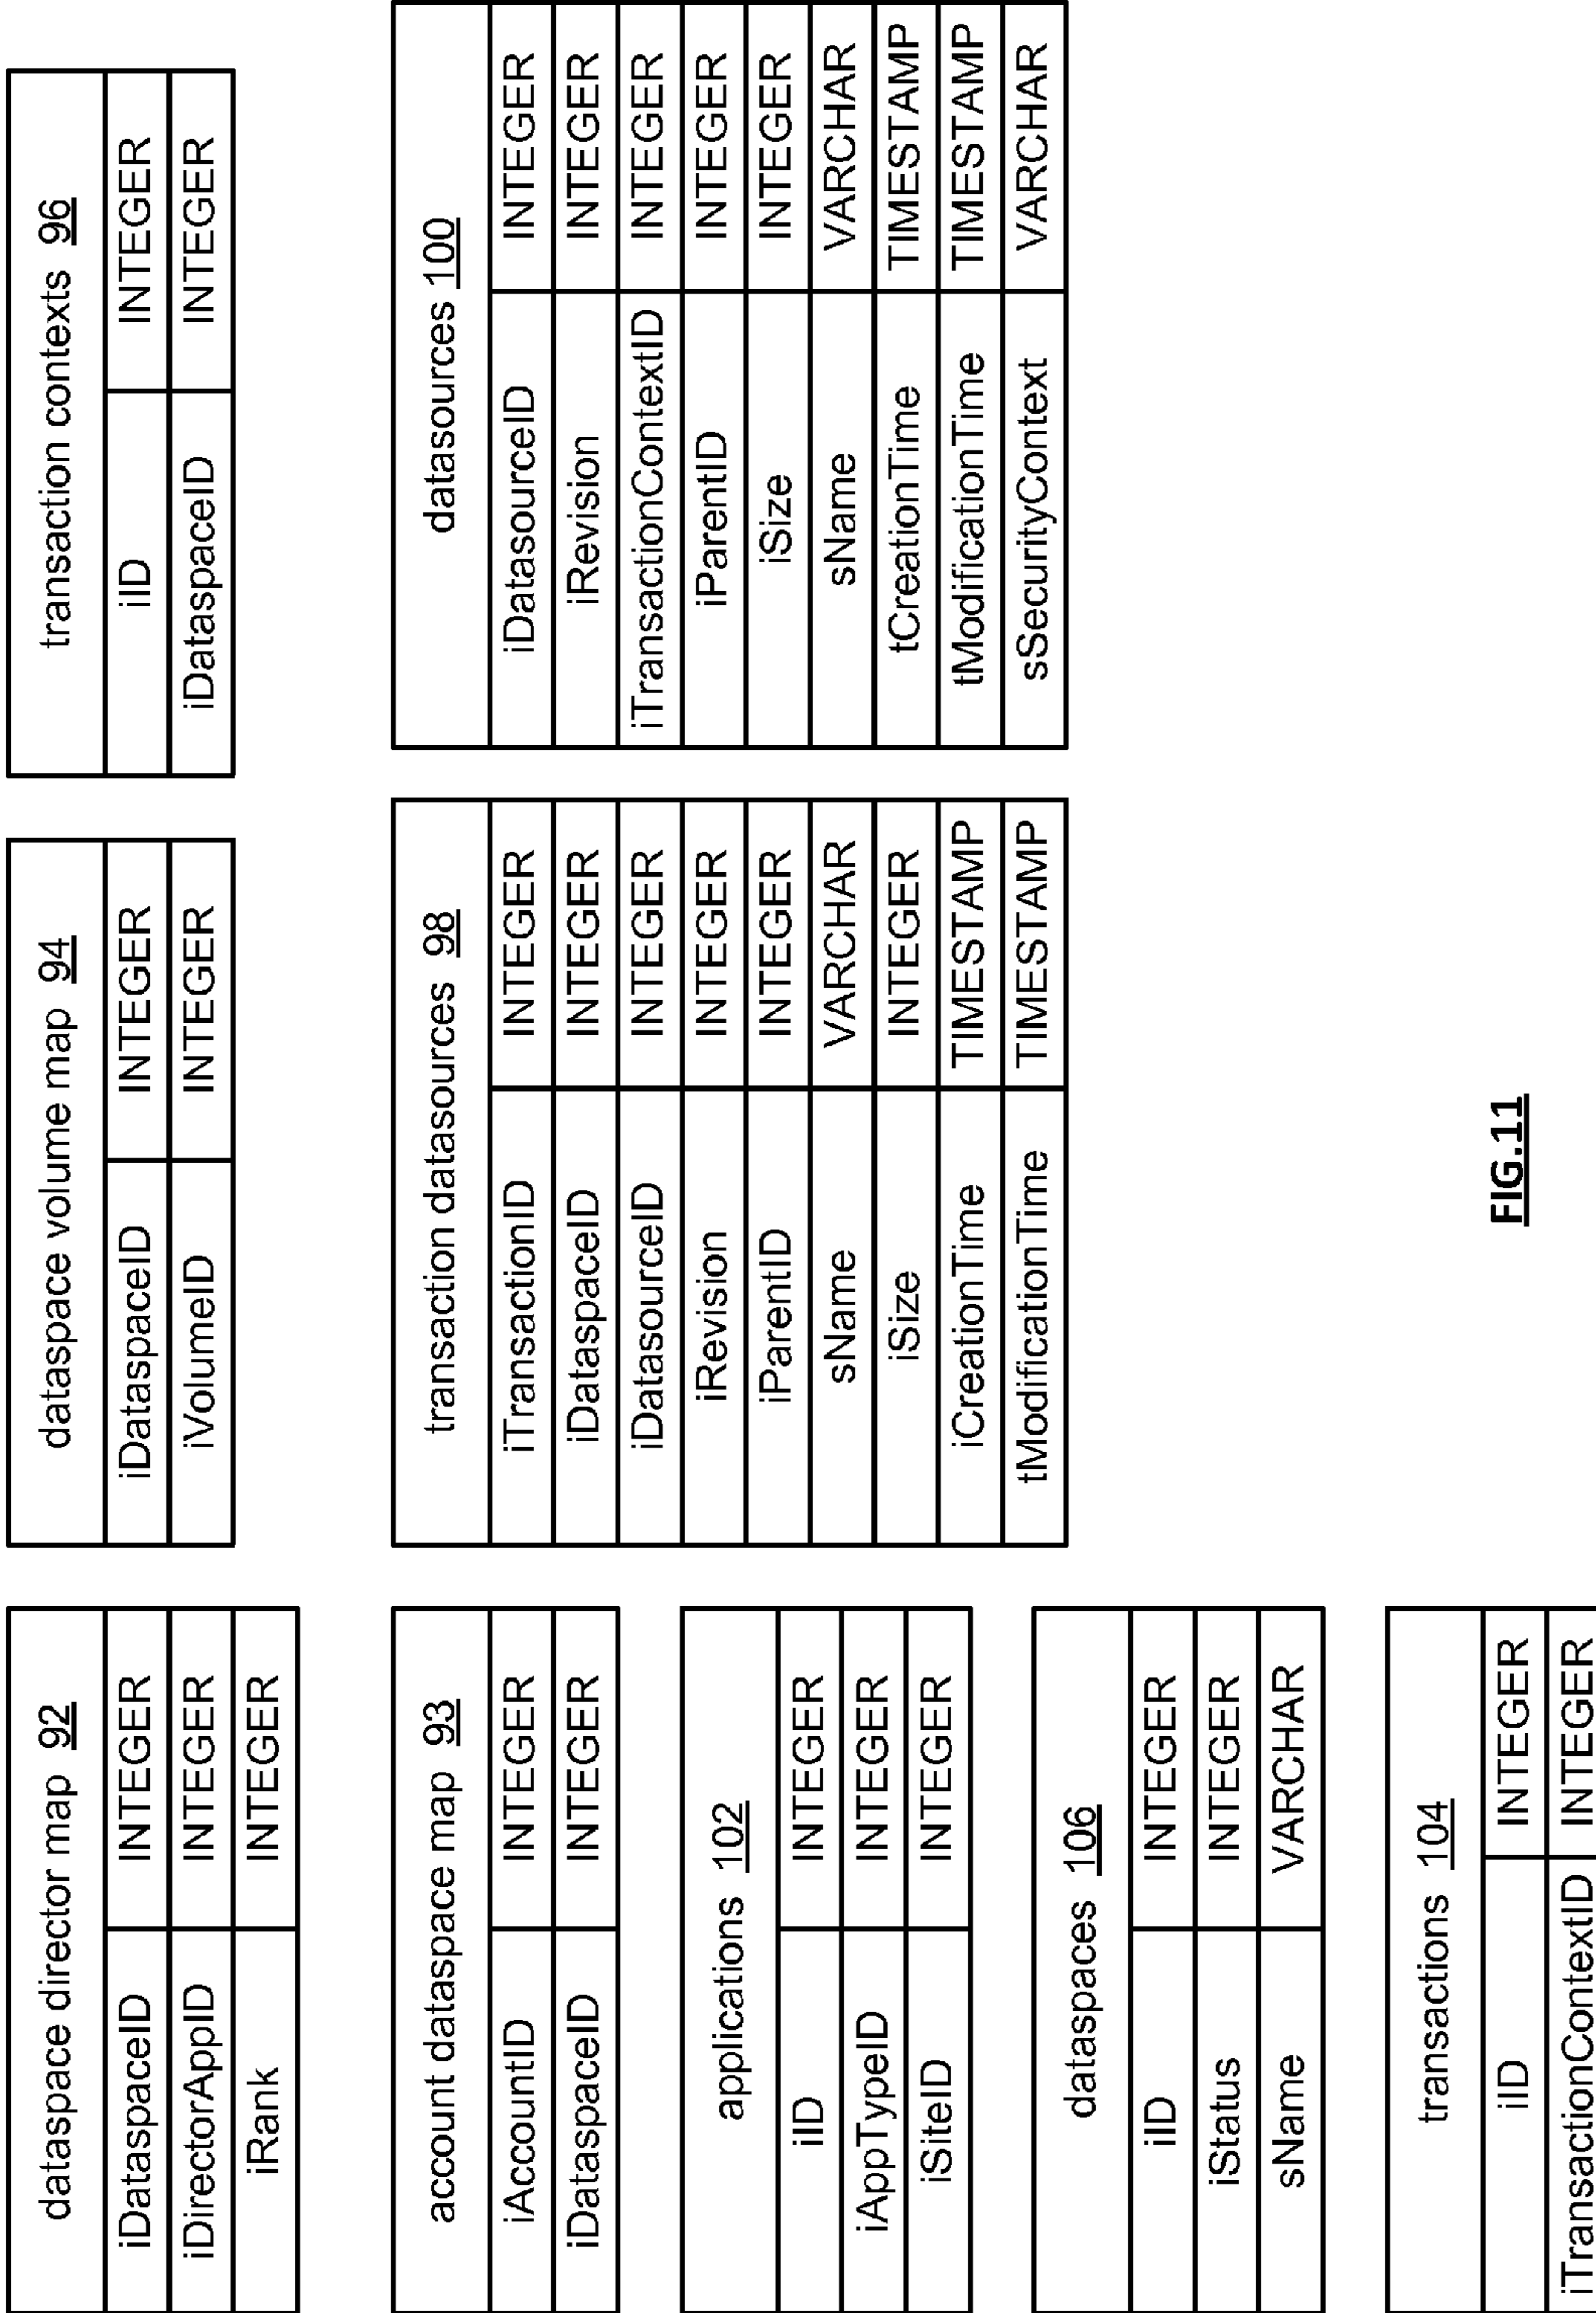 dataspace director map 92
iDataspaceID INTEGER
iDirectorAppID INTEGER
iRank INTEGER
account dataspace map 93
iAccountID INTEGER
iDataspaceID INTEGER
applications 102
iID INTEGER
iAppTypeID INTEGER
iSiteID INTEGER
dataspaces 106
iID INTEGER
iStatus INTEGER
sName VARCHAR
transactions 104
iID INTEGER
iTransactionContextID INTEGER
dataspace volume map 94
iDataspaceID INTEGER
iVolumeID INTEGER
transaction datasources 98
iTransactionID INTEGER
iDataspaceID INTEGER
iDatasourceID INTEGER
iRevision INTEGER
iParentID INTEGER
sName VARCHAR
iSize INTEGER
iCreationTime TIMESTAMP
tModificationTime TIMESTAMP
transaction contexts 96
iID INTEGER
iDataspaceID INTEGER
datasources 100
iDatasourceID INTEGER
iRevision INTEGER
iTransactionContextID INTEGER
iParentID INTEGER
iSize INTEGER
sName VARCHAR
tCreationTime TIMESTAMP
tModificationTime TIMESTAMP
sSecurityContext VARCHAR
FIG.11